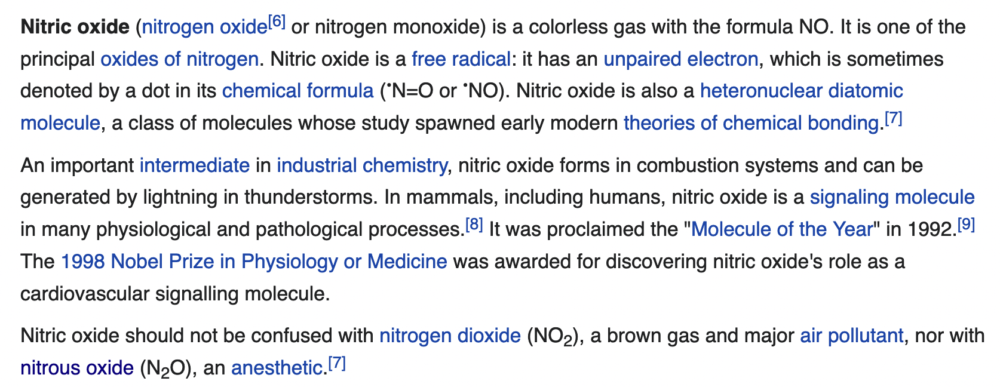 Nitric oxide (nitrogen oxide[6] or nitrogen monoxide) is a colorless gas with the formula NO. It is one of the
principal oxides of nitrogen. Nitric oxide is a free radical: it has an unpaired electron, which is sometimes
denoted by a dot in its chemical formula (•N=O or •NO). Nitric oxide is also a heteronuclear diatomic
molecule, a class of molecules whose study spawned early modern theories of chemical bonding.[7]
An important intermediate in industrial chemistry, nitric oxide forms in combustion systems and can be
generated by lightning in thunderstorms. In mammals, including humans, nitric oxide is a signaling molecule
in many physiological and pathological processes.[8] It was proclaimed the "Molecule of the Year" in 1992.[9]
The 1998 Nobel Prize in Physiology or Medicine was awarded for discovering nitric oxide's role as a
cardiovascular signalling molecule.
Nitric oxide should not be confused with nitrogen dioxide (NO₂), a brown gas and major air pollutant, nor with
nitrous oxide (N₂O), an anesthetic.[7]